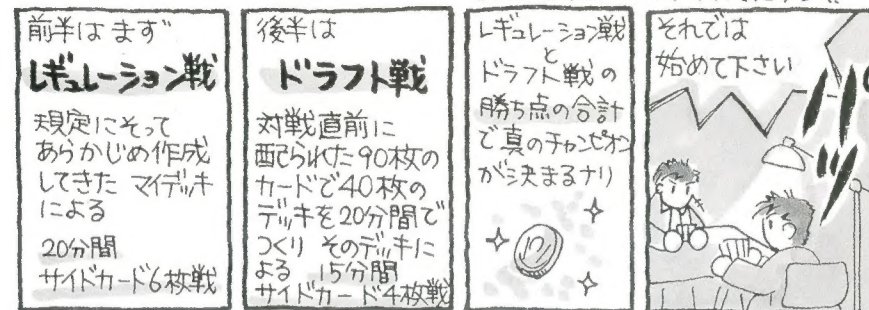 前半は まず
レギュレーション戦
規定にそって
あらかじめ作成
してきた マイデッキ
による
20分間
サイドカード6枚戦
後半は
ドラフト戦
対戦直前に
配られた90枚の
カードで40枚の
デッキを20分間で
つくり そのデッキに
よる 15分間
サイドカード4枚戦
レギュレーション戦
と
ドラフト戦の
勝ち点の合計
で真のチャンピオン
が決まるナリ
それでは
始めて下さい